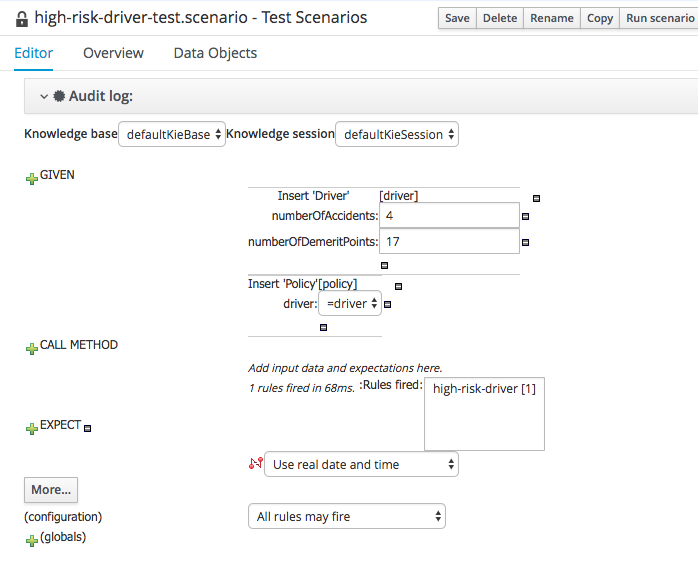 high-risk-driver-test.scenario - Test Scenarios
Save Delete Rename Copy Run scenario
Editor Overview Data Objects
Audit log:
Knowledge base defaultKieBase Knowledge session defaultKieSession
GIVEN
Insert 'Driver' [driver]
numberOfAccidents: 4
numberOfDemeritPoints: 17
Insert 'Policy'[policy]
driver: =driver
CALL METHOD
Add input data and expectations here.
1 rules fired in 68ms. :Rules fired: high-risk-driver [1]
EXPECT
Use real date and time
More...
(configuration) All rules may fire
(globals)